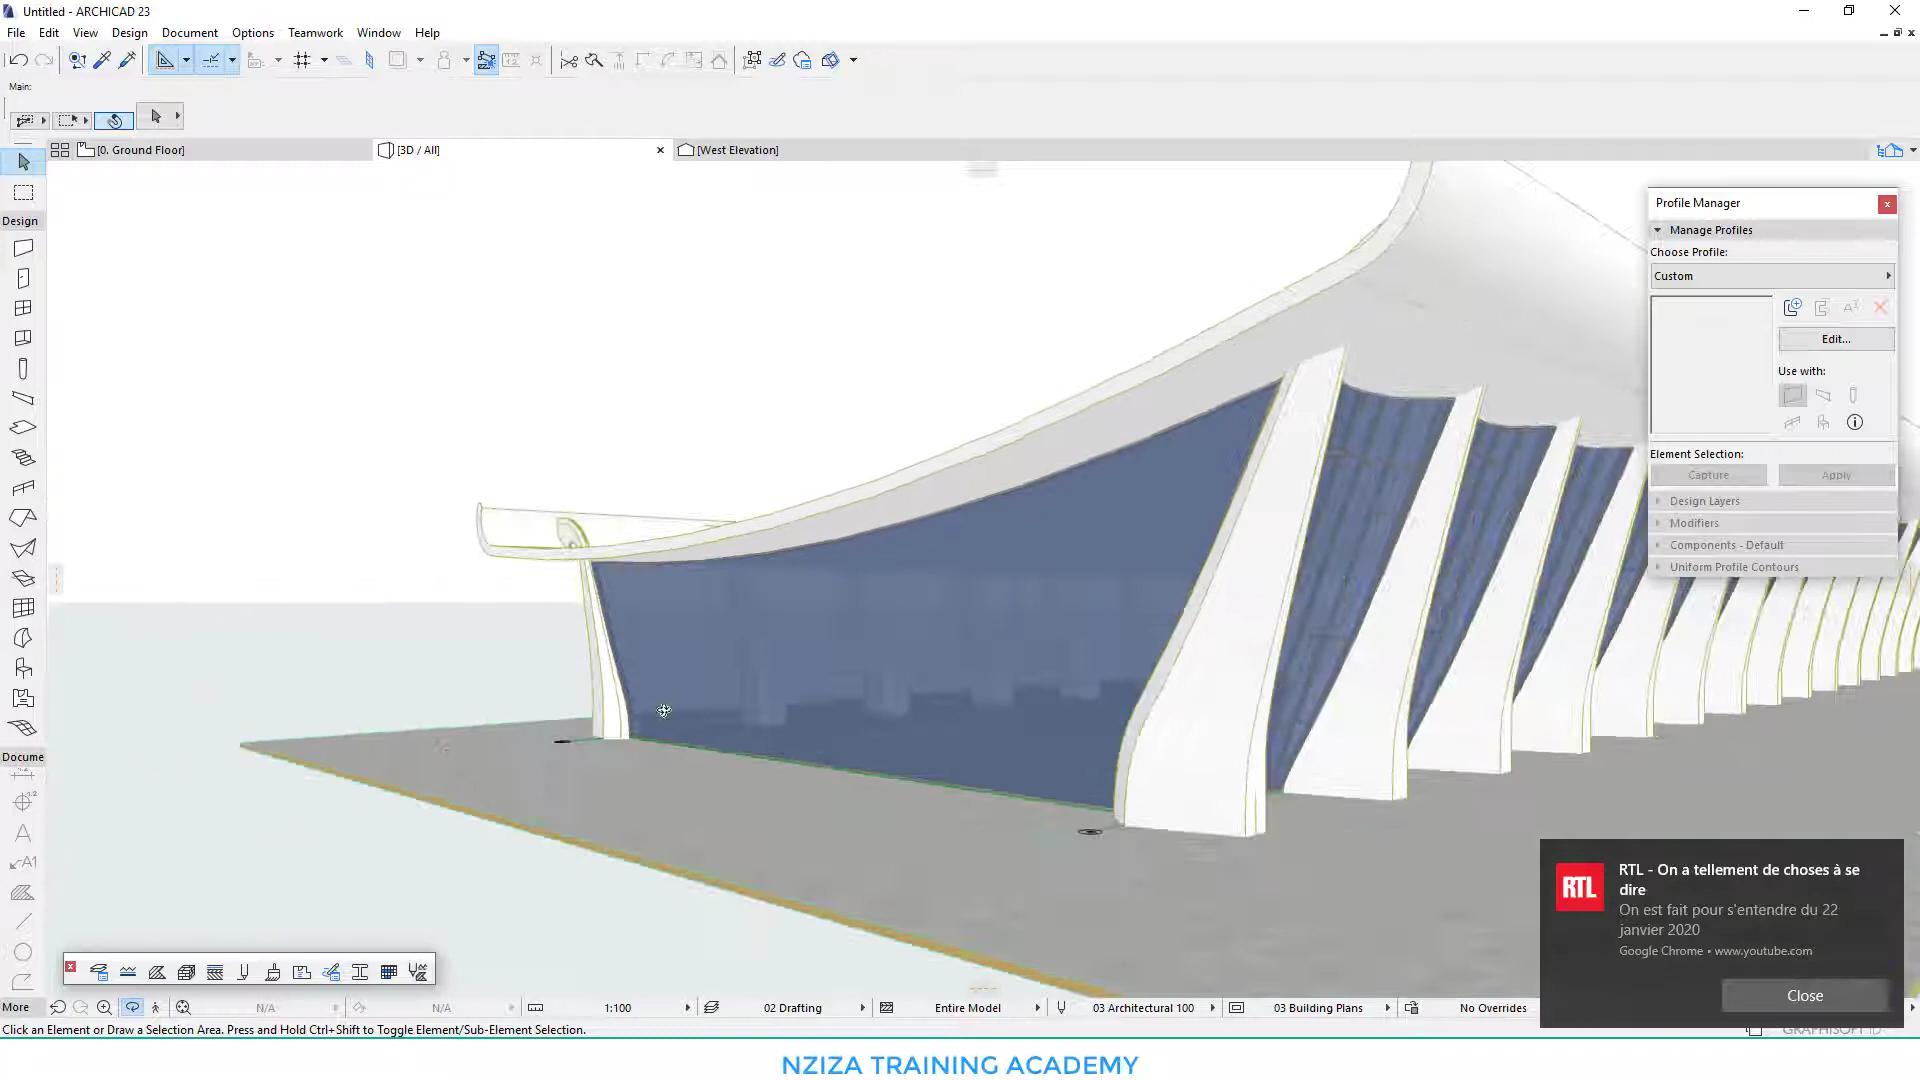 Untitled - ARCHICAD 23
File Edit View Design Document Options Teamwork Window Help
Main:
[0. Ground Floor]
[3D / All]
[West Elevation]
Profile Manager
Manage Profiles
Choose Profile:
Custom
Edit...
Use with:
Element Selection:
Capture Apply
Design Layers
Modifiers
Components - Default
Uniform Profile Contours
Design
Docume
More
N/A
N/A
1:100
02 Drafting
Entire Model
03 Architectural 100
03 Building Plans
No Overrides
Click an Element or Draw a Selection Area. Press and Hold Ctrl+Shift to Toggle Element/Sub-Element Selection.
RTL
RTL - On a tellement de choses à se
dire
On est fait pour s'entendre du 22
janvier 2020
Google Chrome • www.youtube.com
Close
GRAPHISOFT ID
NZIZA TRAINING ACADEMY